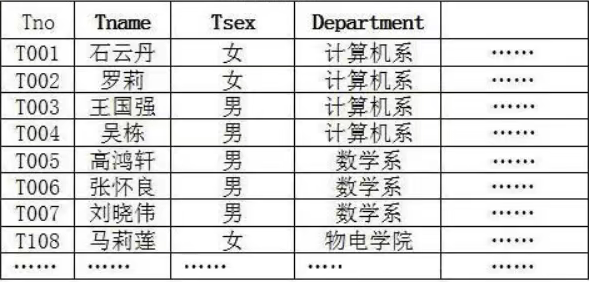 Tno Tname Tsex Department
T001 石云丹 女 计算机系 ······
T002 罗莉 女 计算机系 ······
T003 王国强 男 计算机系 ······
T004 吴栋 男 计算机系 ······
T005 高鸿轩 男 数学系 ······
T006 张怀良 男 数学系 ······
T007 刘晓伟 男 数学系 ······
T108 马莉莲 女 物电学院 ······
······ ······ ······ ····· ······